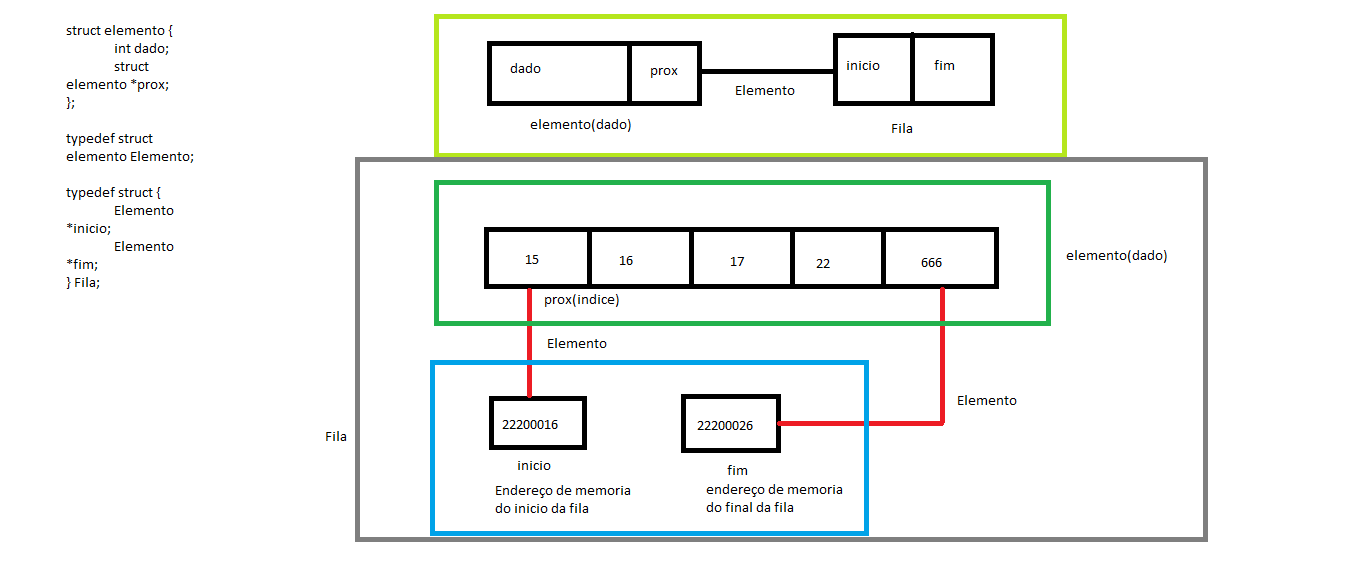 struct elemento {
int dado;
struct
elemento *prox;
};
typedef struct
elemento Elemento;
typedef struct {
Elemento
*inicio;
Elemento
*fim;
} Fila;
dado
prox
inicio
fim
Elemento
elemento(dado)
Fila
15
16
17
22
666
elemento(dado)
prox(indice)
Elemento
Elemento
22200016
22200026
Fila
inicio
fim
Endereço de memoria
do inicio da fila
endereço de memoria
do final da fila